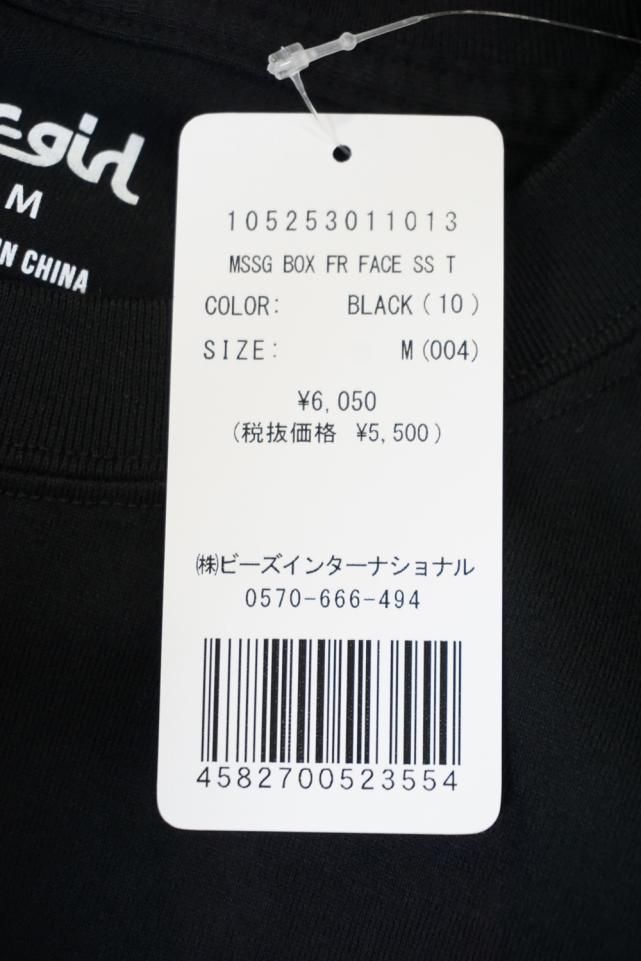 girl
M
IN CHINA
105253011013
MSSG BOX FR FACE SS T
COLOR: BLACK(10)
SIZE: M(004)
¥6,050
(税抜価格 ¥5,500)
㈱ビーズインターナショナル
0570-666-494
4582700523554